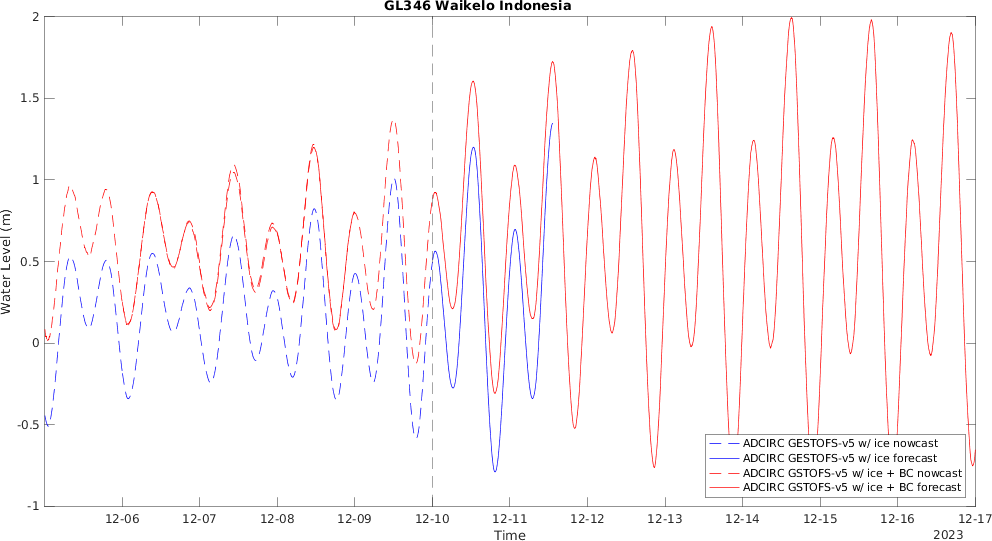 GL346 Waikelo Indonesia
2
1.5
1
0.5
0
-0.5
-1
Water Level (m)
ADCIRC GESTOFS-v5 w/ ice nowcast
ADCIRC GESTOFS-v5 w/ ice forecast
ADCIRC GSTOFS-v5 w/ ice + BC nowcast
ADCIRC GSTOFS-v5 w/ ice + BC forecast
12-06 12-07 12-08 12-09 12-10 12-11 12-12 12-13 12-14 12-15 12-16 12-17
Time
2023